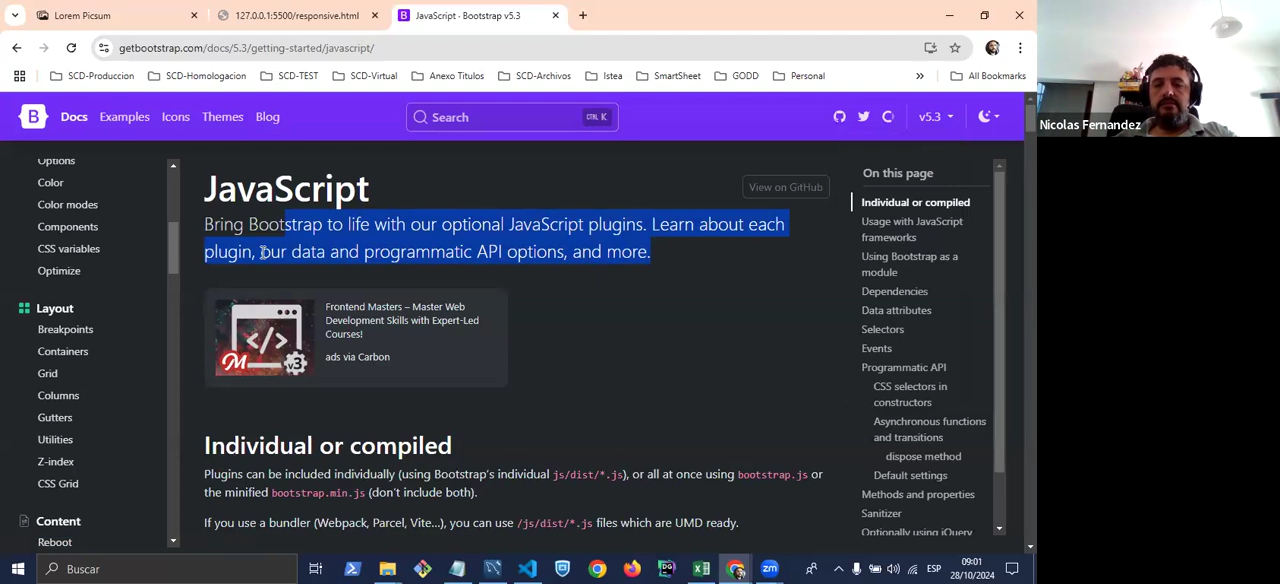 Lorem Picsum
127.0.0.1:5500/responsive.html
JavaScript · Bootstrap v5.3
getbootstrap.com/docs/5.3/getting-started/javascript/
SCD-Produccion
SCD-Homologacion
SCD-TEST
SCD-Virtual
Anexo Titulos
SCD-Archivos
Istea
SmartSheet
GODD
Personal
»
All Bookmarks
B
Docs
Examples
Icons
Themes
Blog
Search
CTRL K
v5.3
Options
Color
Color modes
Components
CSS variables
Optimize
Layout
Breakpoints
Containers
Grid
Columns
Gutters
Utilities
Z-index
CSS Grid
Content
Reboot
JavaScript
View on GitHub
Bring Bootstrap to life with our optional JavaScript plugins. Learn about each
plugin, our data and programmatic API options, and more.
M
</>
v3
Frontend Masters – Master Web
Development Skills with Expert-Led
Courses!
ads via Carbon
Individual or compiled
Plugins can be included individually (using Bootstrap's individual js/dist/*.js), or all at once using bootstrap.js or
the minified bootstrap.min.js (don't include both).
If you use a bundler (Webpack, Parcel, Vite...), you can use /js/dist/*.js files which are UMD ready.
On this page
Individual or compiled
Usage with JavaScript
frameworks
Using Bootstrap as a
module
Dependencies
Data attributes
Selectors
Events
Programmatic API
CSS selectors in
constructors
Asynchronous functions
and transitions
dispose method
Default settings
Methods and properties
Sanitizer
Optionally using jQuery
Nicolas Fernandez
Buscar
zm
ESP
09:01
28/10/2024